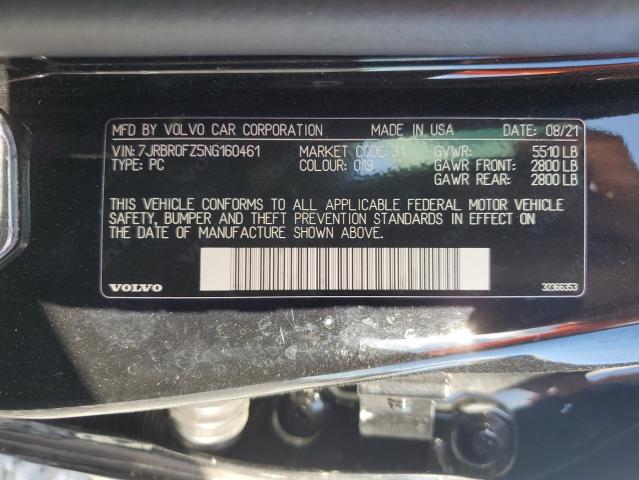 MFD BY VOLVO CAR CORPORATION MADE IN USA DATE: 08/21
VIN: 7JRBR0FZ5NG160461 MARKET CODE: 31 GVWR: 5510 LB
TYPE: PC COLOUR: 019 GAWR FRONT: 2800 LB
GAWR REAR: 2800 LB
THIS VEHICLE CONFORMS TO ALL APPLICABLE FEDERAL MOTOR VEHICLE
SAFETY, BUMPER AND THEFT PREVENTION STANDARDS IN EFFECT ON
THE DATE OF MANUFACTURE SHOWN ABOVE.
VOLVO 32365353